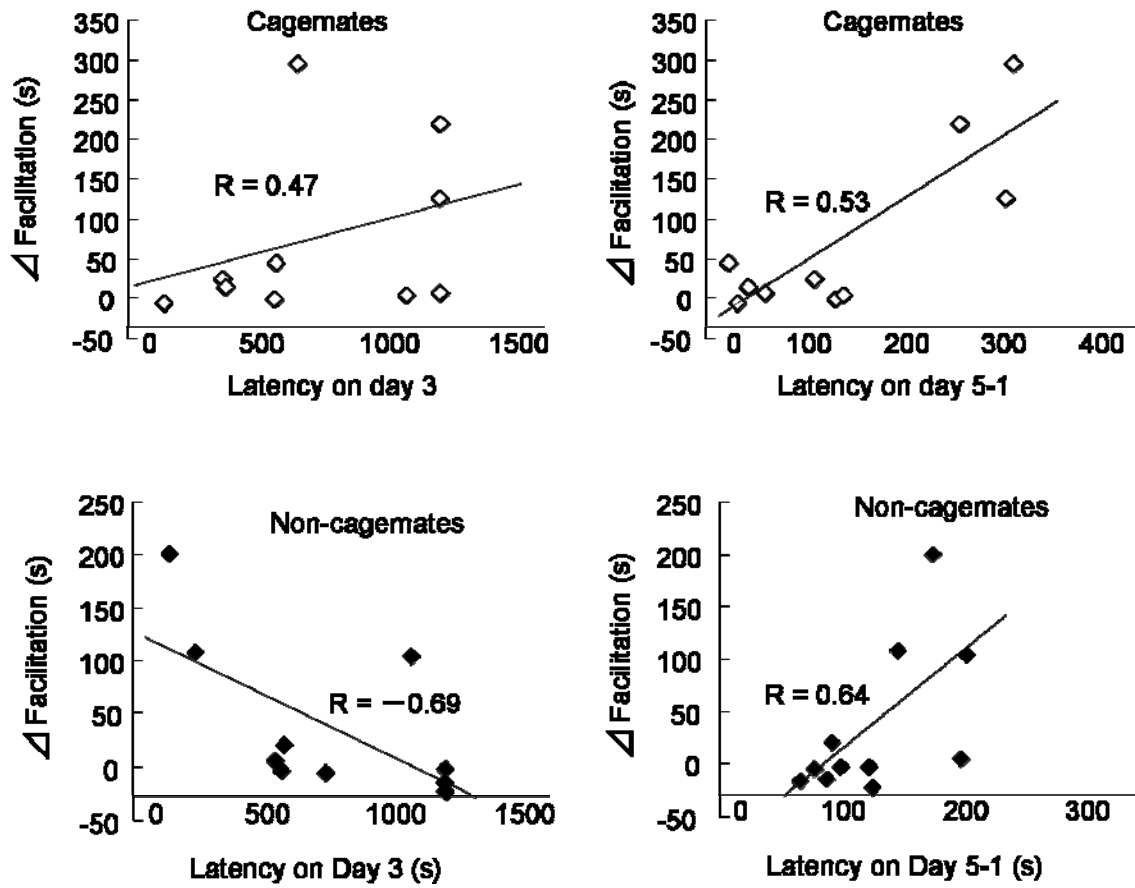 Cagemates
350
300
250
200
150
100
50
0
-50
⊿ Facilitation (s)
R = 0.47
0 500 1000 1500
Latency on day 3
Cagemates
350
300
250
200
150
100
50
0
-50
⊿ Facilitation (s)
R = 0.53
0 100 200 300 400
Latency on day 5-1
Non-cagemates
250
200
150
100
50
0
-50
⊿ Facilitation (s)
R = －0.69
0 500 1000 1500
Latency on Day 3 (s)
Non-cagemates
250
200
150
100
50
0
-50
⊿ Facilitation (s)
R = 0.64
0 100 200 300
Latency on Day 5-1 (s)